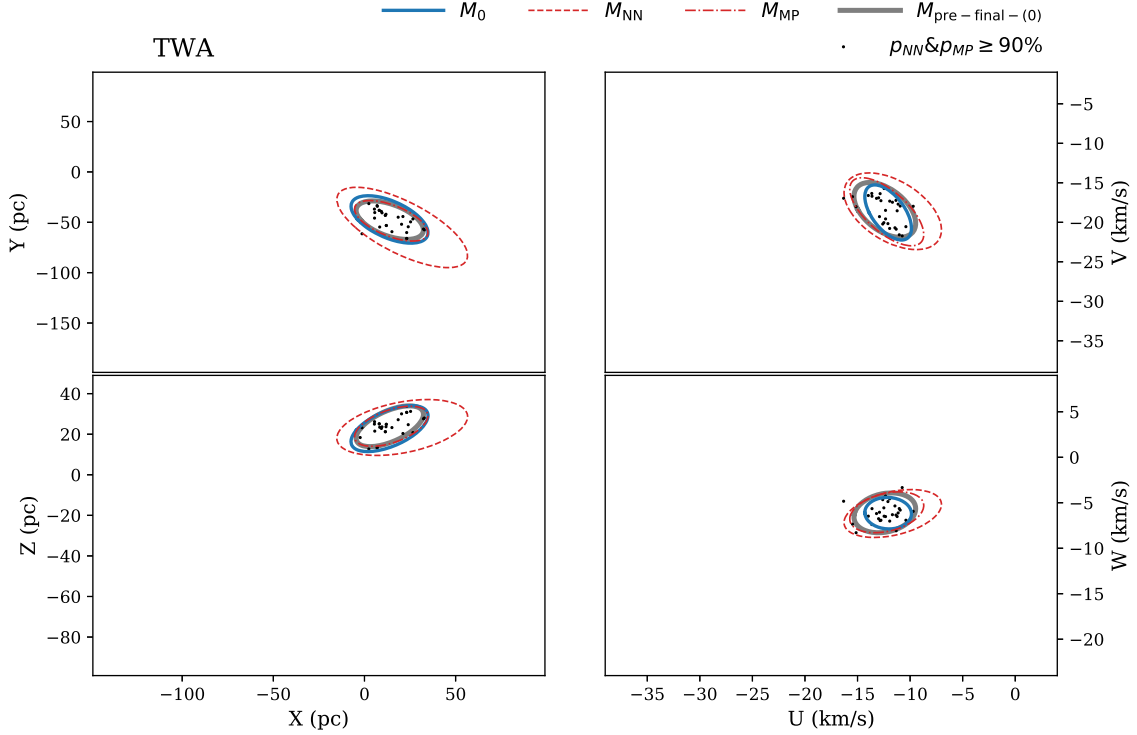 M0 MNN MMP Mpre−final−(0)
TWA pNN&pMP ≥ 90%
Y (pc)
50
0
−50
−100
−150
−5
−10
−15
−20
−25
−30
−35
V (km/s)
Z (pc)
40
20
0
−20
−40
−60
−80
5
0
−5
−10
−15
−20
W (km/s)
−100 −50 0 50
X (pc)
−35 −30 −25 −20 −15 −10 −5 0
U (km/s)